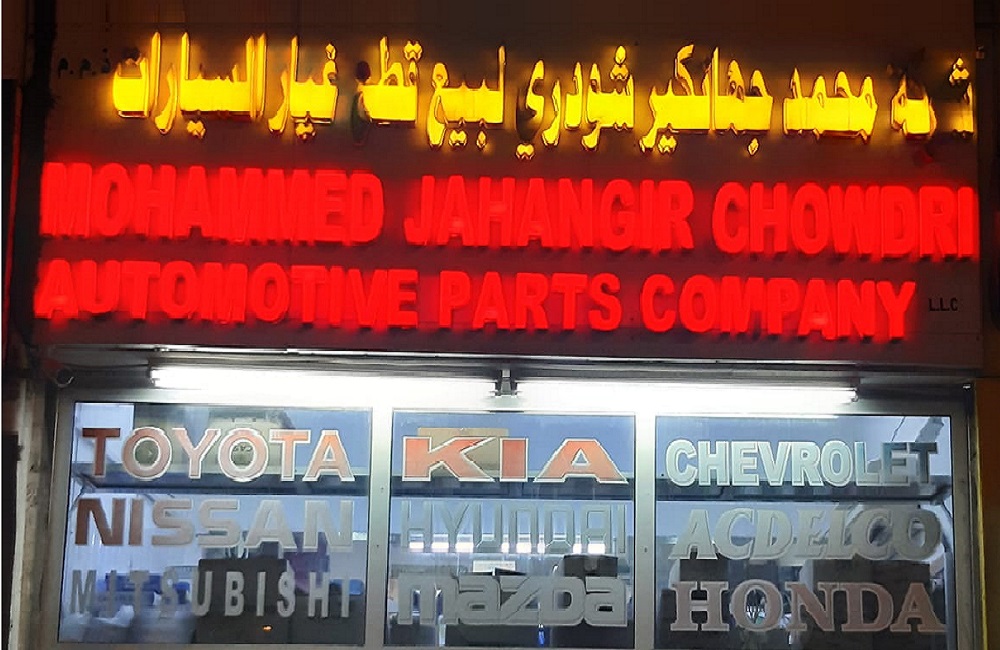 شركة محمد جهانكير شودري لبيع قطع غيار السيارات ذ.م.م
MOHAMMED JAHANGIR CHOWDRI
AUTOMOTIVE PARTS COMPANY LLC
TOYOTA KIA CHEVROLET
NISSAN HYUNDAI ACDELCO
MITSUBISHI mazda HONDA